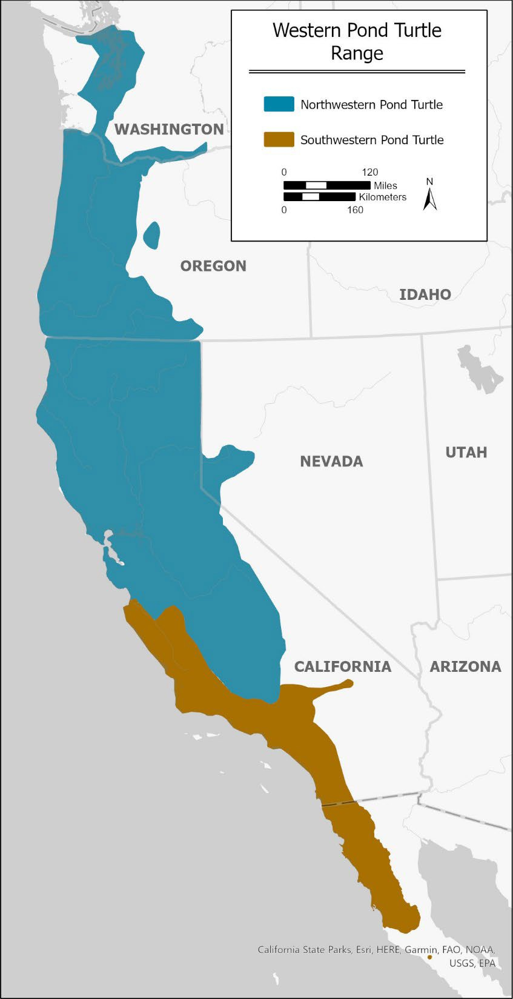 Western Pond Turtle
Range
Northwestern Pond Turtle
Southwestern Pond Turtle
0 120
Miles
Kilometers
0 160
N
WASHINGTON
OREGON
IDAHO
NEVADA
UTAH
CALIFORNIA
ARIZONA
California State Parks, Esri, HERE, Garmin, FAO, NOAA,
USGS, EPA